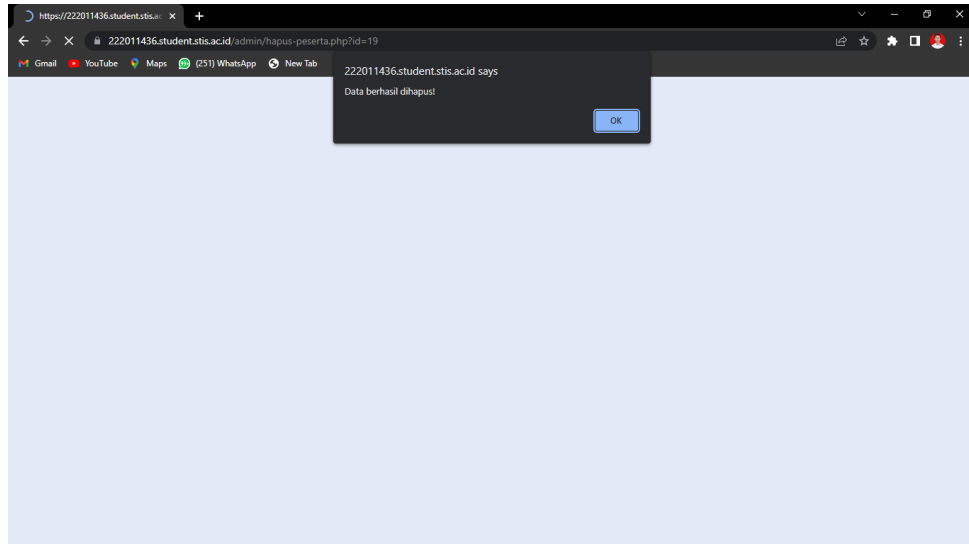 https://222011436.student.stis.ac
222011436.student.stis.ac.id/admin/hapus-peserta.php?id=19
Gmail YouTube Maps 99+ (251) WhatsApp New Tab
222011436.student.stis.ac.id says
Data berhasil dihapus!
OK